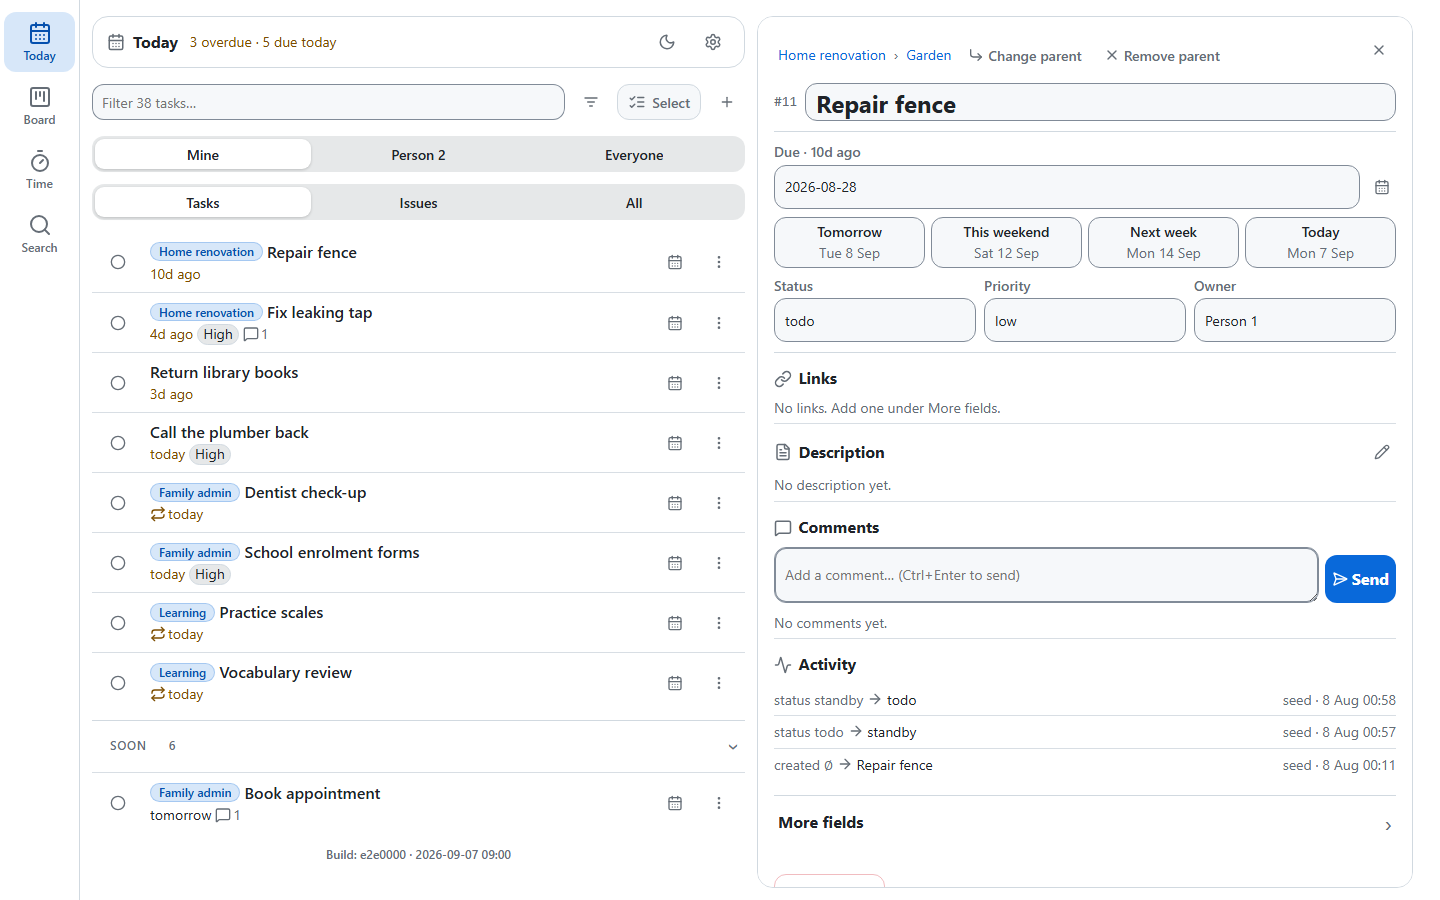 Today
Board
Time
Search
Today 3 overdue · 5 due today
Filter 38 tasks...
Select
Mine
Person 2
Everyone
Tasks
Issues
All
Home renovation Repair fence
10d ago
Home renovation Fix leaking tap
4d ago High 1
Return library books
3d ago
Call the plumber back
today High
Family admin Dentist check-up
today
Family admin School enrolment forms
today High
Learning Practice scales
today
Learning Vocabulary review
today
SOON 6
Family admin Book appointment
tomorrow 1
Build: e2e0000 · 2026-09-07 09:00
Home renovation › Garden Change parent Remove parent
#11 Repair fence
Due · 10d ago
2026-08-28
Tomorrow
Tue 8 Sep
This weekend
Sat 12 Sep
Next week
Mon 14 Sep
Today
Mon 7 Sep
Status
todo
Priority
low
Owner
Person 1
Links
No links. Add one under More fields.
Description
No description yet.
Comments
Add a comment... (Ctrl+Enter to send)
Send
No comments yet.
Activity
status standby → todo seed · 8 Aug 00:58
status todo → standby seed · 8 Aug 00:57
created ∅ → Repair fence seed · 8 Aug 00:11
More fields